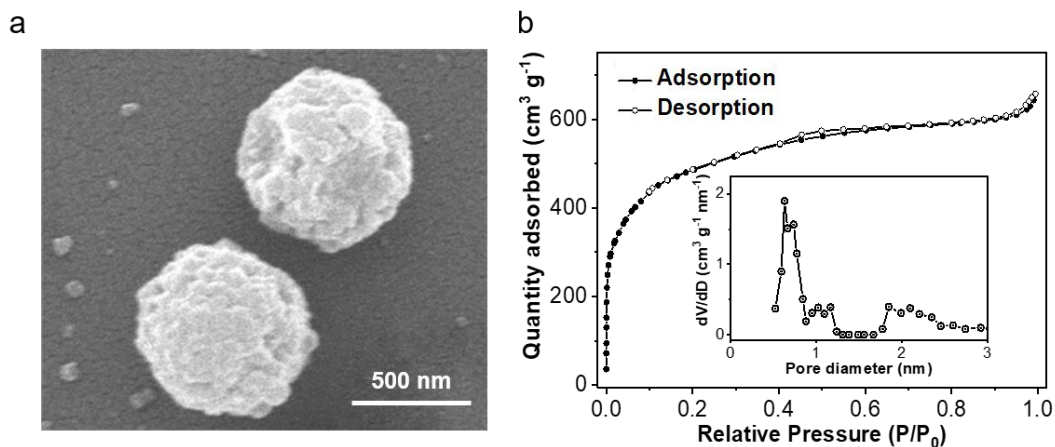 a
500 nm
b
Quantity adsorbed (cm³ g⁻¹)
600
400
200
0
Adsorption
Desorption
dV/dD (cm³ g⁻¹ nm⁻¹)
2
1
0
0 1 2 3
Pore diameter (nm)
0.0 0.2 0.4 0.6 0.8 1.0
Relative Pressure (P/P₀)